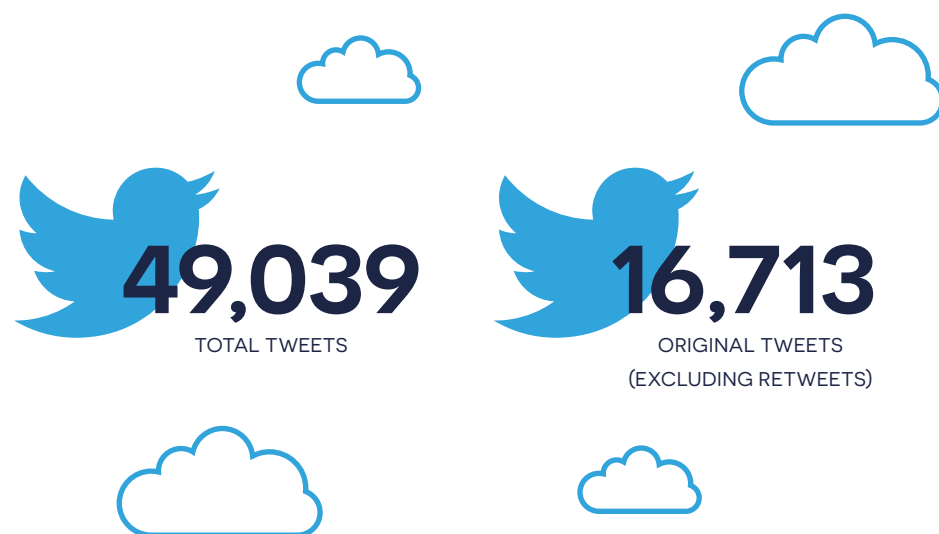 49,039
TOTAL TWEETS
16,713
ORIGINAL TWEETS
(EXCLUDING RETWEETS)